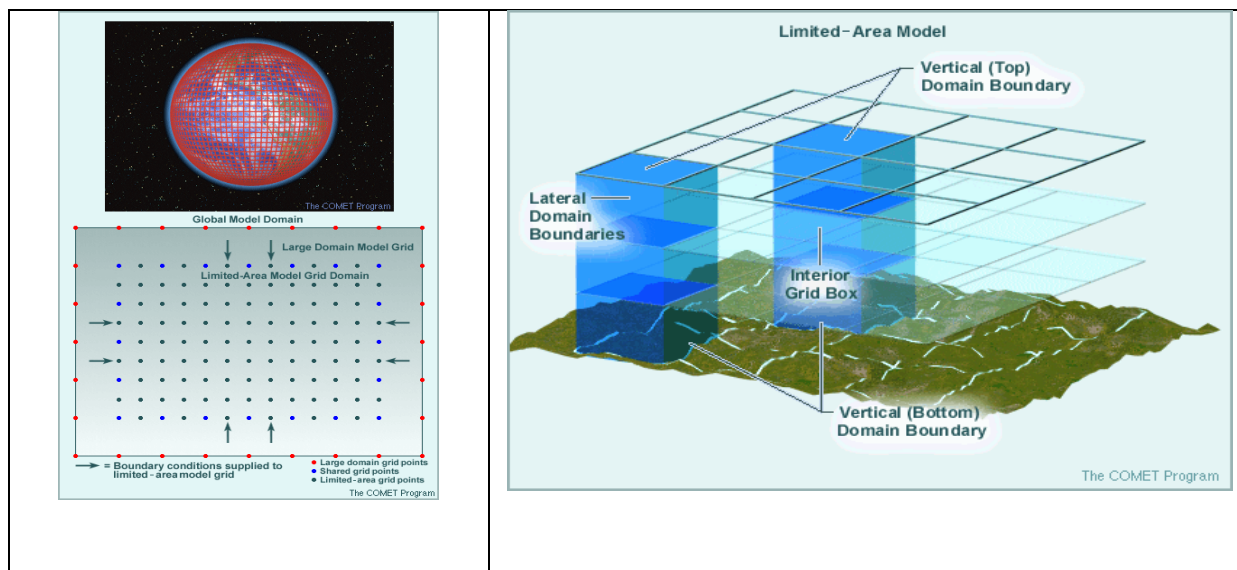 The COMET Program
Global Model Domain
Large Domain Model Grid
Limited-Area Model Grid Domain
= Boundary conditions supplied to
limited-area model grid
Large domain grid points
Shared grid points
Limited-area grid points
The COMET Program
Limited-Area Model
Vertical (Top)
Domain Boundary
Lateral
Domain
Boundaries
Interior
Grid Box
Vertical (Bottom)
Domain Boundary
The COMET Program